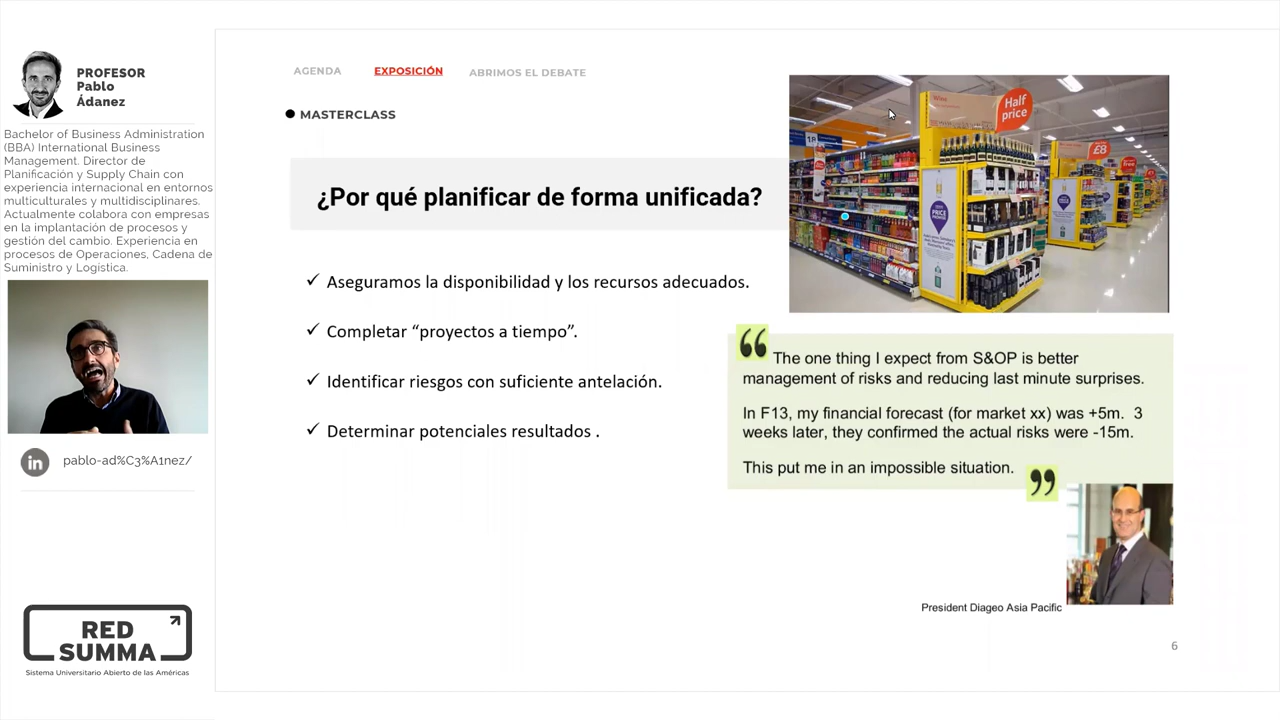 PROFESOR
Pablo
Ádanez
Bachelor of Business Administration
(BBA) International Business
Management. Director de
Planificación y Supply Chain con
experiencia internacional en entornos
multiculturales y multidisciplinares.
Actualmente colabora con empresas
en la implantación de procesos y
gestión del cambio. Experiencia en
procesos de Operaciones, Cadena de
Suministro y Logística.
in
pablo-ad%C3%A1nez/
RED
SUMMA
Sistema Universitario Abierto de las Américas
AGENDA
EXPOSICIÓN
ABRIMOS EL DEBATE
MASTERCLASS
¿Por qué planificar de forma unificada?
✓ Aseguramos la disponibilidad y los recursos adecuados.
✓ Completar “proyectos a tiempo”.
✓ Identificar riesgos con suficiente antelación.
✓ Determinar potenciales resultados .
Wine
Half
price
18
£8
PRICE
PROMISE
“ The one thing I expect from S&OP is better
management of risks and reducing last minute surprises.
In F13, my financial forecast (for market xx) was +5m. 3
weeks later, they confirmed the actual risks were -15m.
This put me in an impossible situation. ”
President Diageo Asia Pacific
6